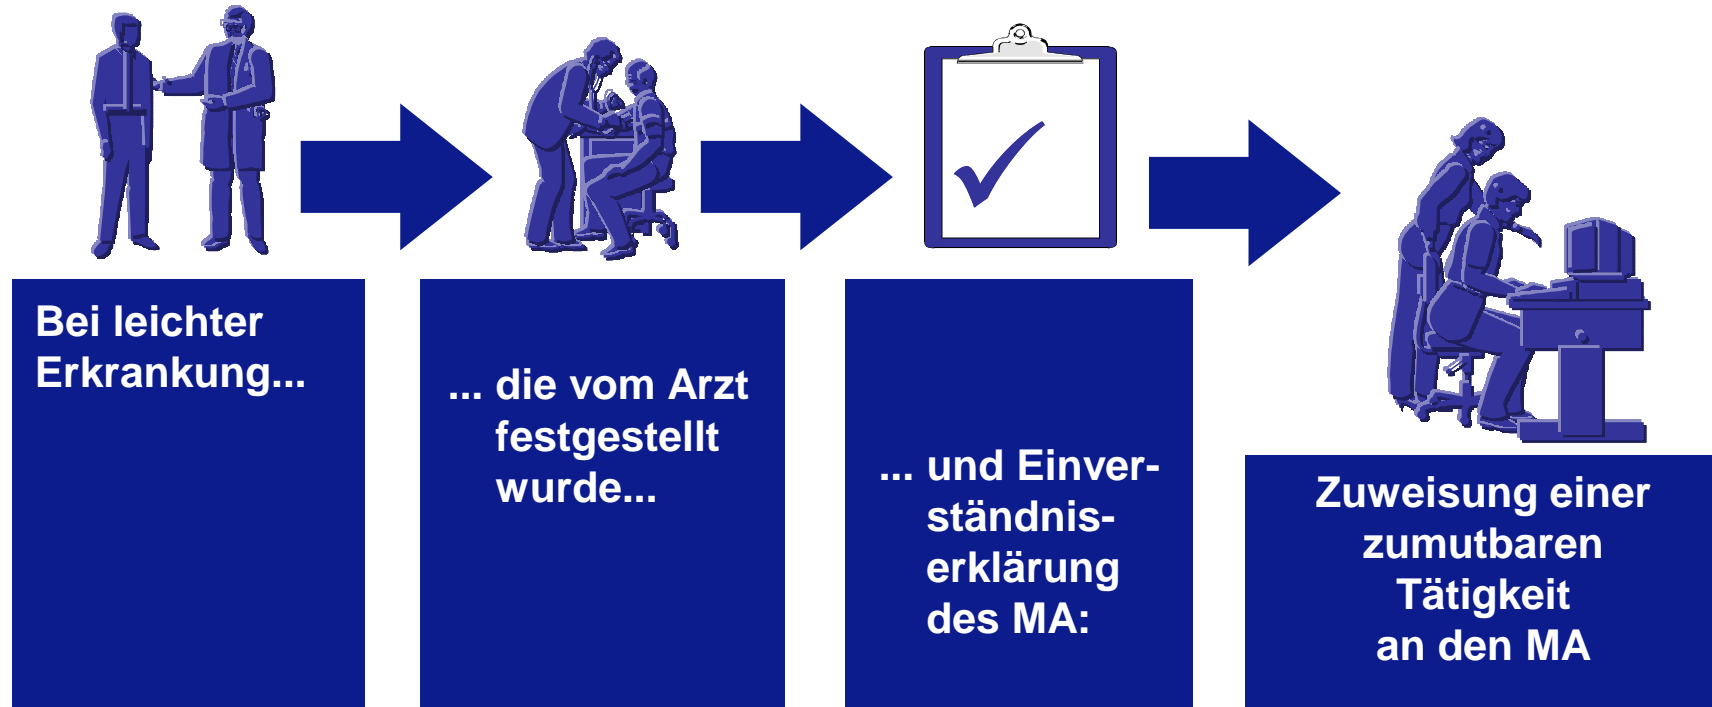 Bei leichter
Erkrankung...
... die vom Arzt
festgestellt
wurde...
... und Einver-
ständnis-
erklärung
des MA:
Zuweisung einer
zumutbaren
Tätigkeit
an den MA